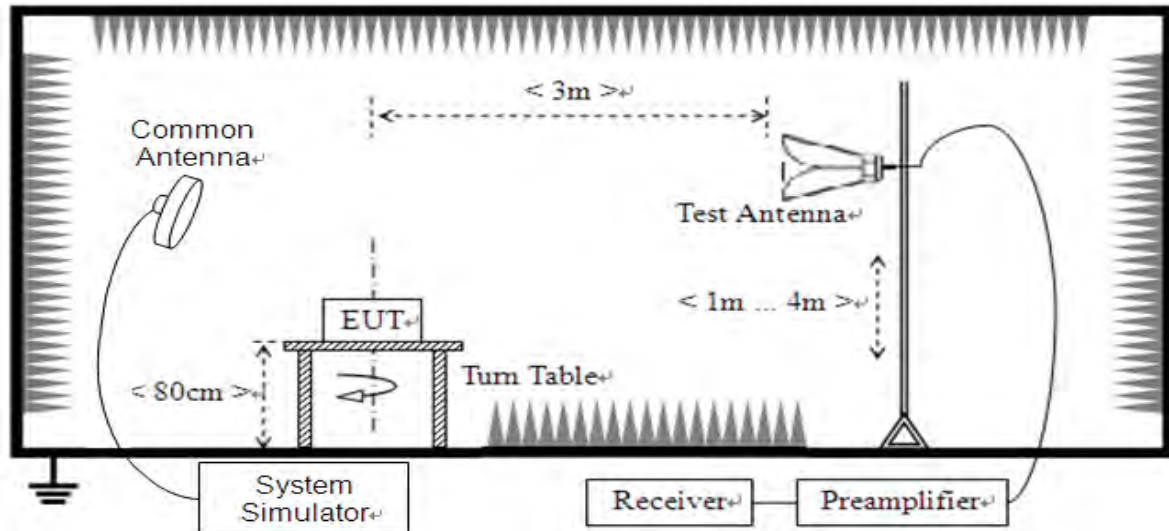 < 3m >↵
Common
Antenna↵
Test Antenna↵
< 1m ... 4m >↵
EUT↵
< 80cm >↵
Turn Table↵
System
Simulator↵
Receiver↵
Preamplifier↵